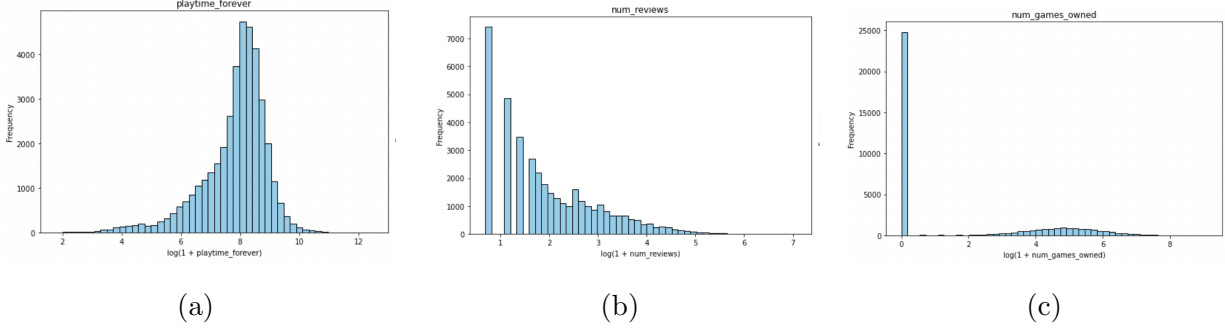 playtime_forever
4000
3000
2000
1000
0
Frequency
2 4 6 8 10 12
log(1 + playtime_forever)
(a)
num_reviews
7000
6000
5000
4000
3000
2000
1000
0
Frequency
1 2 3 4 5 6 7
log(1 + num_reviews)
(b)
num_games_owned
25000
20000
15000
10000
5000
0
Frequency
0 2 4 6 8
log(1 + num_games_owned)
(c)